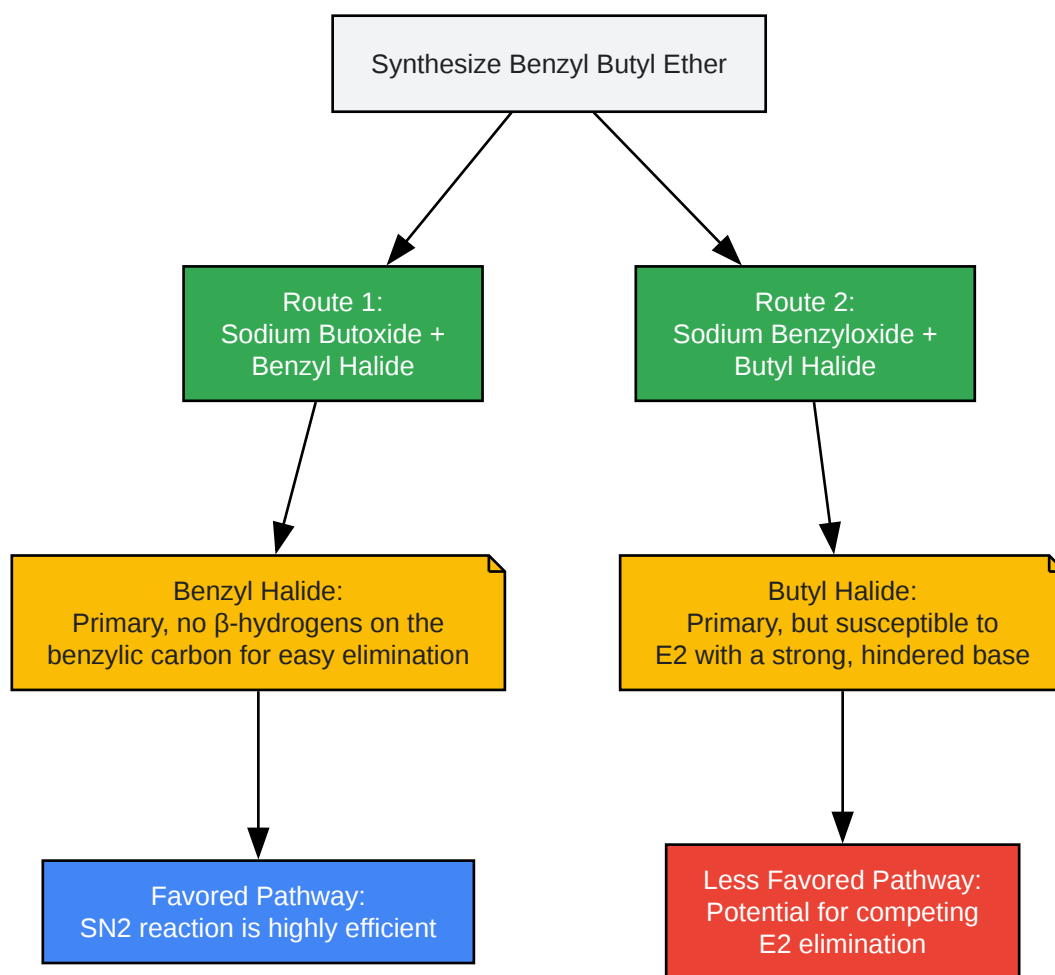 Synthesize Benzyl Butyl Ether
Route 1:
Sodium Butoxide +
Benzyl Halide
Route 2:
Sodium Benzyloxide +
Butyl Halide
Benzyl Halide:
Primary, no β-hydrogens on the
benzylic carbon for easy elimination
Butyl Halide:
Primary, but susceptible to
E2 with a strong, hindered base
Favored Pathway:
SN2 reaction is highly efficient
Less Favored Pathway:
Potential for competing
E2 elimination